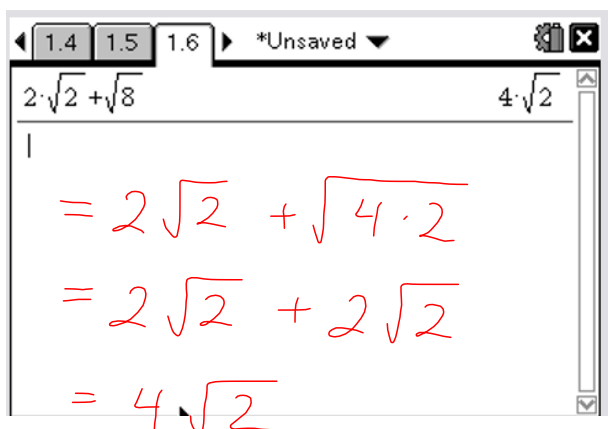 1.4 1.5 1.6 *Unsaved
2·√2 +√8 4·√2
= 2√2 + √4·2
= 2√2 + 2√2
= 4√2